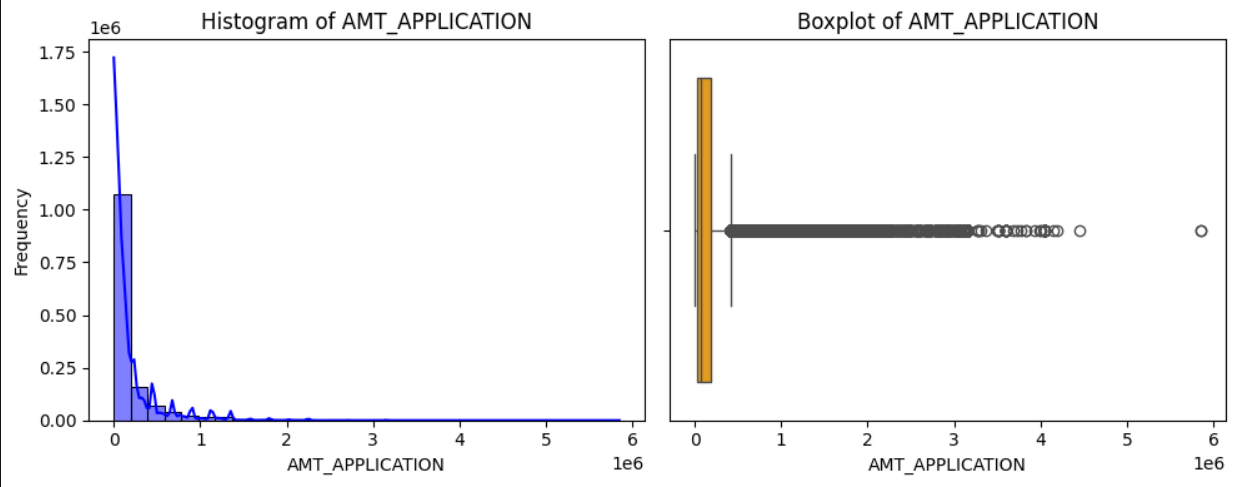 Histogram of AMT_APPLICATION
1e6
1.75
1.50
1.25
1.00
0.75
0.50
0.25
0.00
Frequency
0 1 2 3 4 5 6
AMT_APPLICATION
1e6
Boxplot of AMT_APPLICATION
0 1 2 3 4 5 6
AMT_APPLICATION
1e6